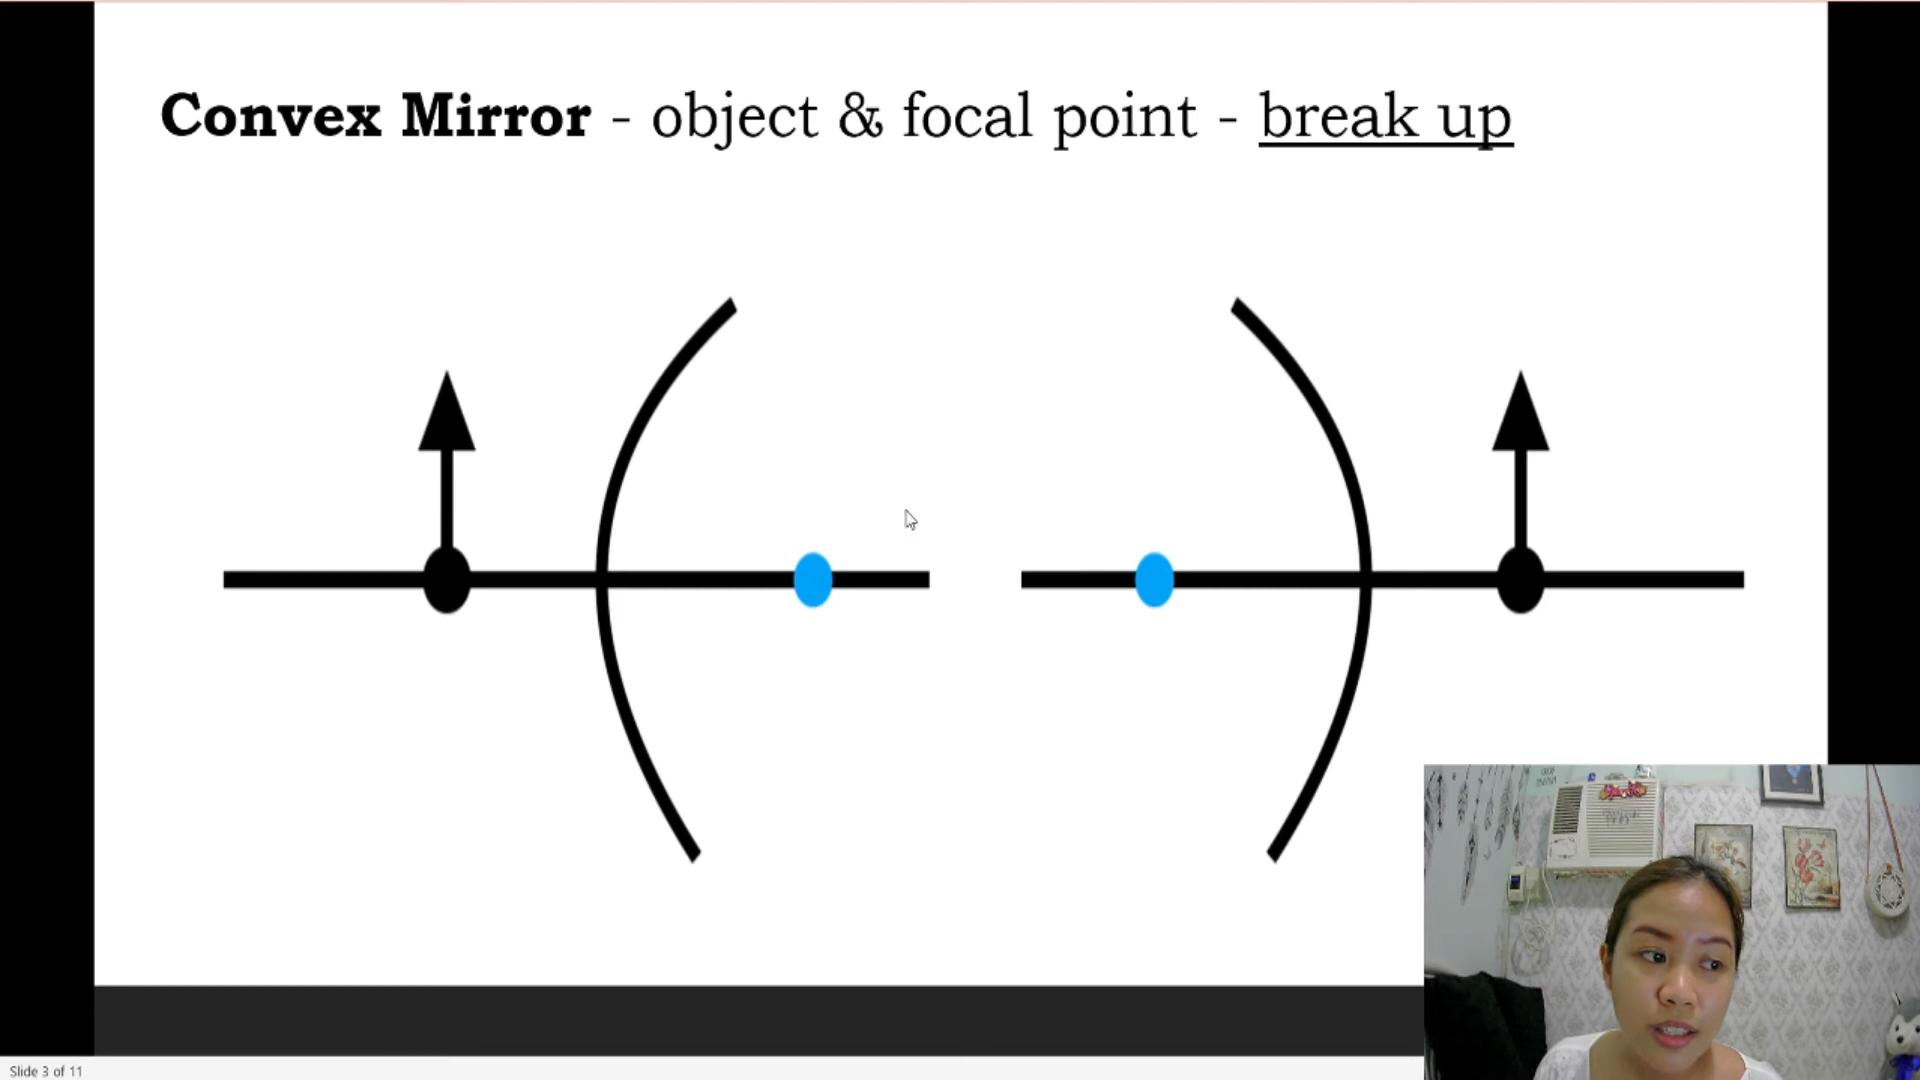 Convex Mirror - object & focal point - break up
Slide 3 of 11